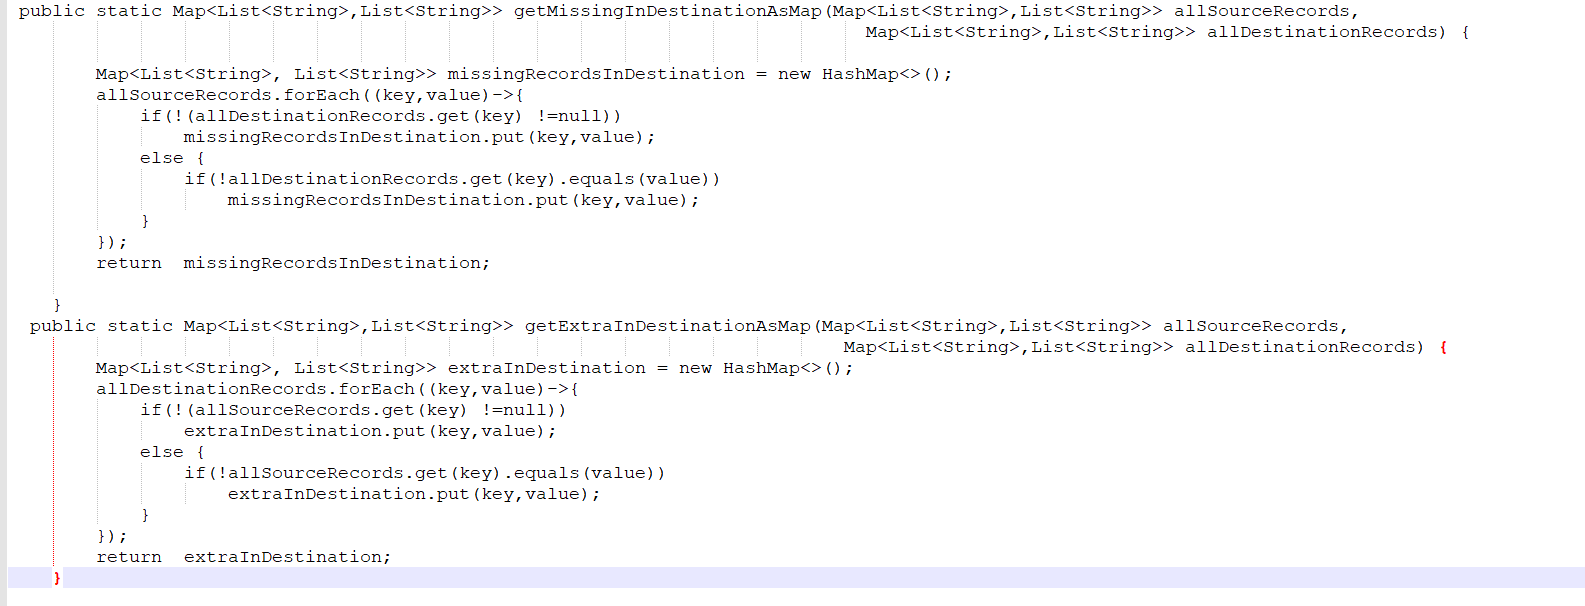 public static Map<List<String>,List<String>> getMissingInDestinationAsMap(Map<List<String>,List<String>> allSourceRecords,
Map<List<String>,List<String>> allDestinationRecords) {
Map<List<String>, List<String>> missingRecordsInDestination = new HashMap<>();
allSourceRecords.forEach((key,value)->{
if(!(allDestinationRecords.get(key) !=null))
missingRecordsInDestination.put(key,value);
else {
if(!allDestinationRecords.get(key).equals(value))
missingRecordsInDestination.put(key,value);
}
});
return  missingRecordsInDestination;
}
public static Map<List<String>,List<String>> getExtraInDestinationAsMap(Map<List<String>,List<String>> allSourceRecords,
Map<List<String>,List<String>> allDestinationRecords) {
Map<List<String>, List<String>> extraInDestination = new HashMap<>();
allDestinationRecords.forEach((key,value)->{
if(!(allSourceRecords.get(key) !=null))
extraInDestination.put(key,value);
else {
if(!allSourceRecords.get(key).equals(value))
extraInDestination.put(key,value);
}
});
return  extraInDestination;
}